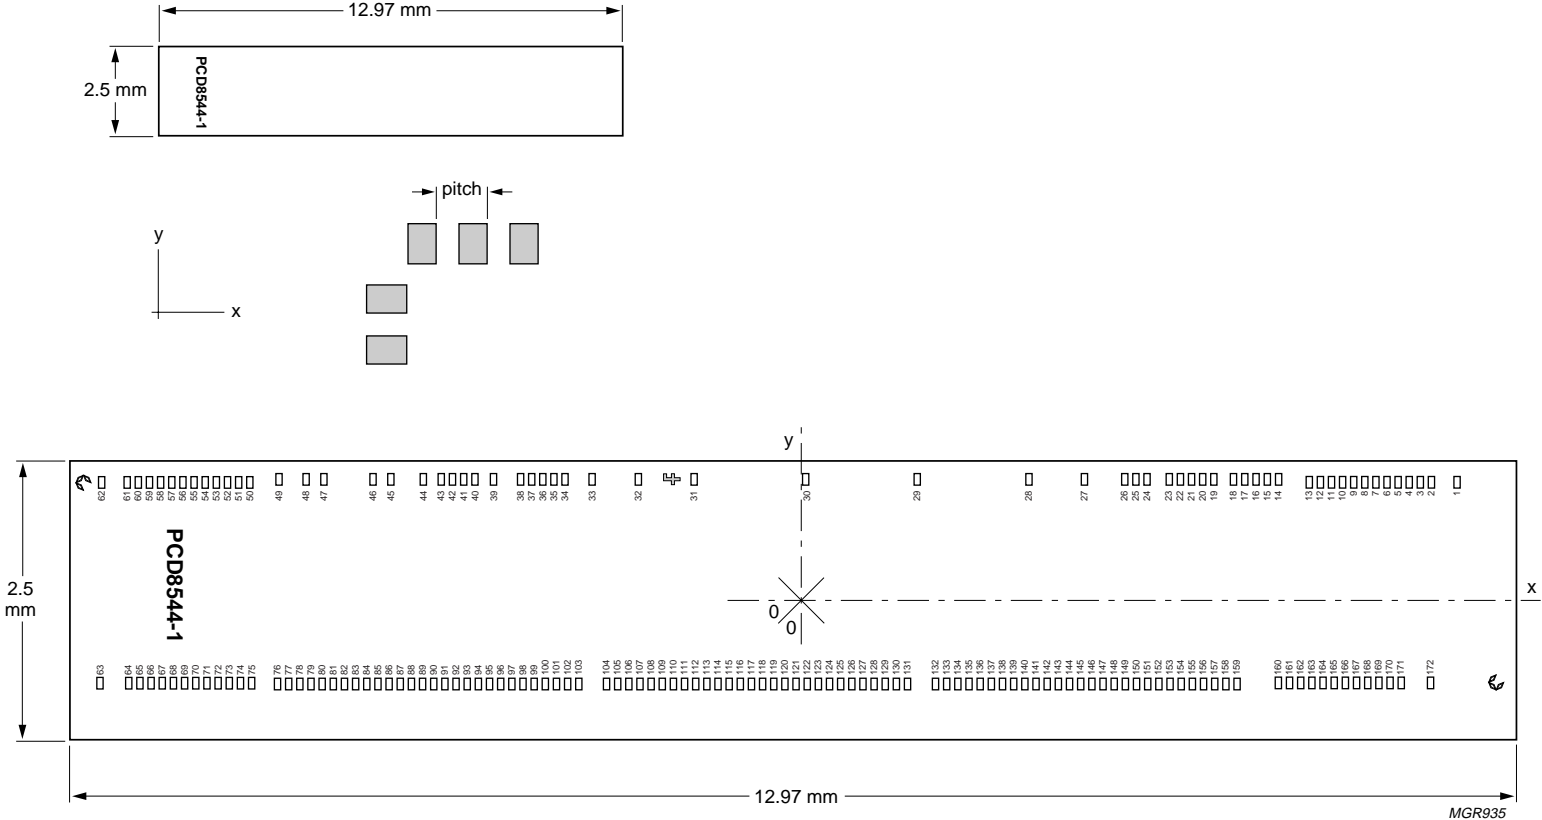 12.97 mm
PCD8544-1
2.5 mm
pitch
y
x
y
62 61 60 59 58 57 56 55 54 53 52 51 50 49 48 47 46 45 44 43 42 41 40 39 38 37 36 35 34 33 32 31 30 29 28 27 26 25 24 23 22 21 20 19 18 17 16 15 14 13 12 11 10 9 8 7 6 5 4 3 2 1
PCD8544-1
2.5
mm
x
0
0
63 64 65 66 67 68 69 70 71 72 73 74 75 76 77 78 79 80 81 82 83 84 85 86 87 88 89 90 91 92 93 94 95 96 97 98 99 100 101 102 103 104 105 106 107 108 109 110 111 112 113 114 115 116 117 118 119 120 121 122 123 124 125 126 127 128 129 130 131 132 133 134 135 136 137 138 139 140 141 142 143 144 145 146 147 148 149 150 151 152 153 154 155 156 157 158 159 160 161 162 163 164 165 166 167 168 169 170 171 172
12.97 mm
MGR935